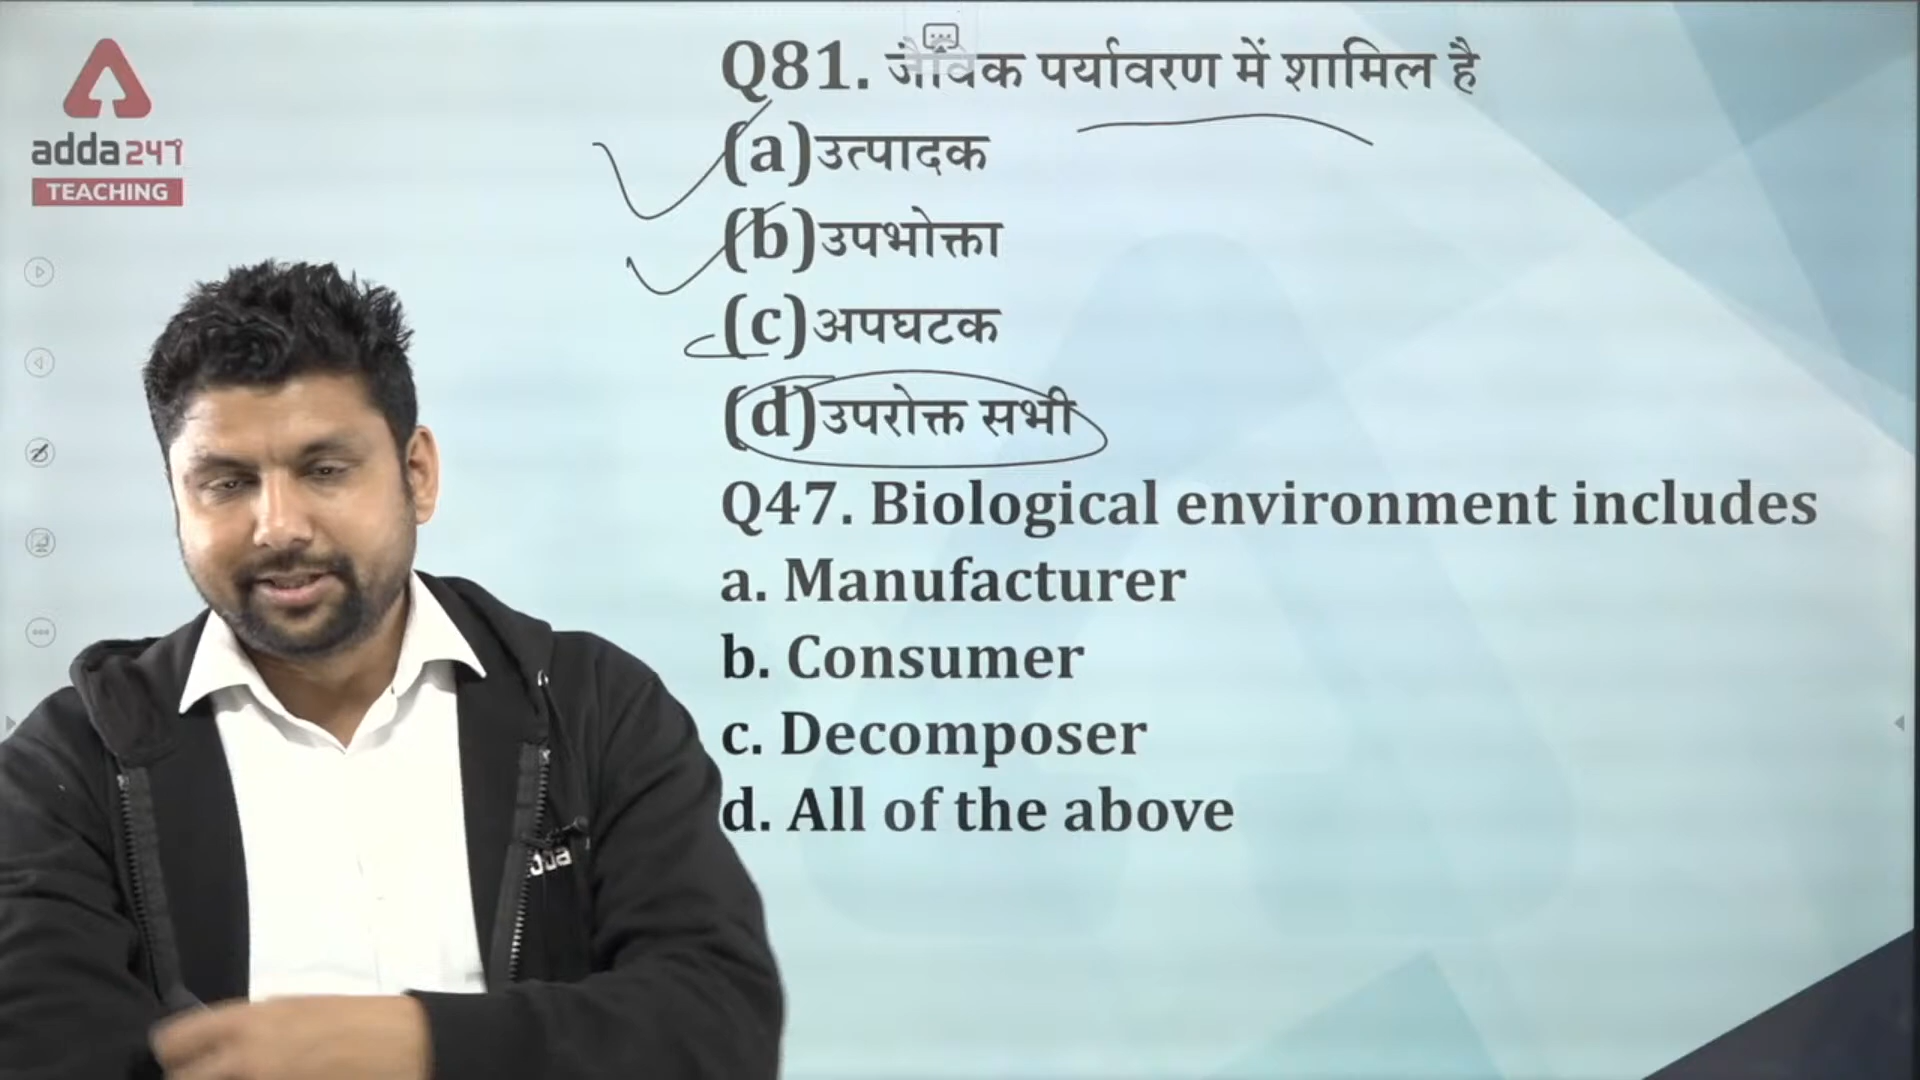 adda247
TEACHING
Q81. जैविक पर्यावरण में शामिल है
(a)उत्पादक
(b)उपभोक्ता
(c)अपघटक
(d)उपरोक्त सभी
Q47. Biological environment includes
a. Manufacturer
b. Consumer
c. Decomposer
d. All of the above